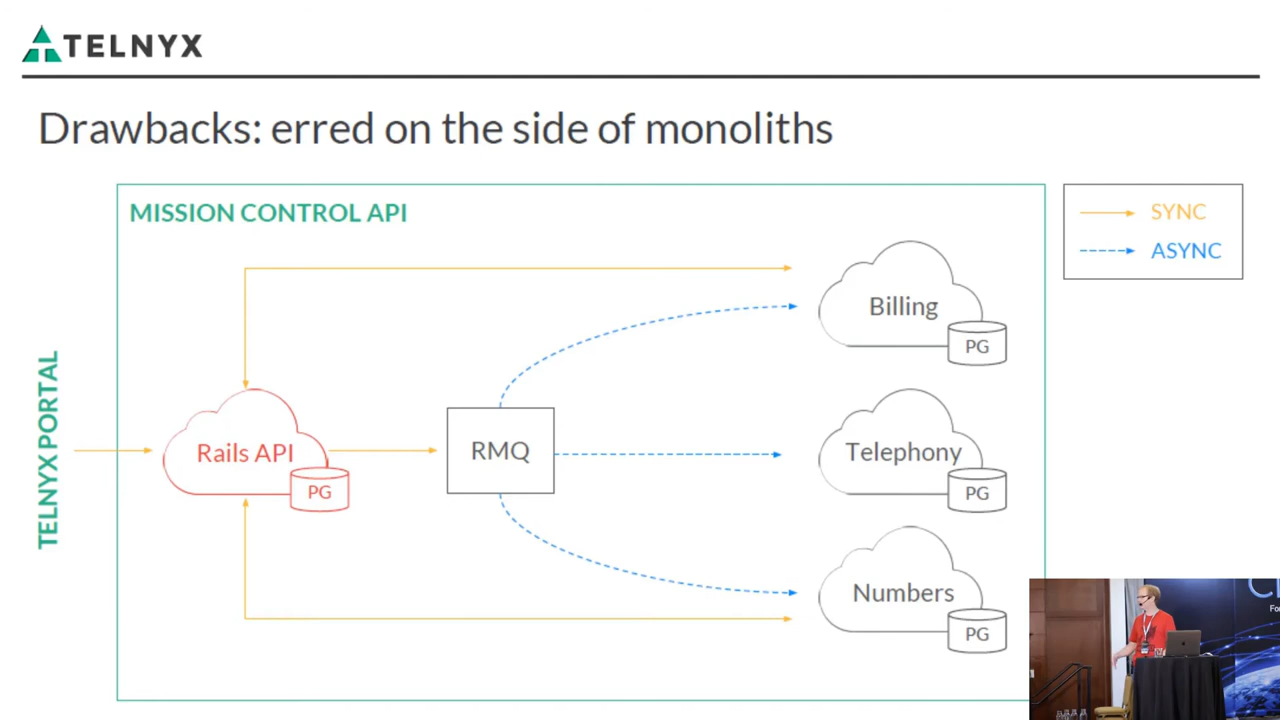 TELNYX
Drawbacks: erred on the side of monoliths
MISSION CONTROL API
SYNC
ASYNC
TELNYX PORTAL
Rails API
PG
RMQ
Billing
PG
Telephony
PG
Numbers
PG